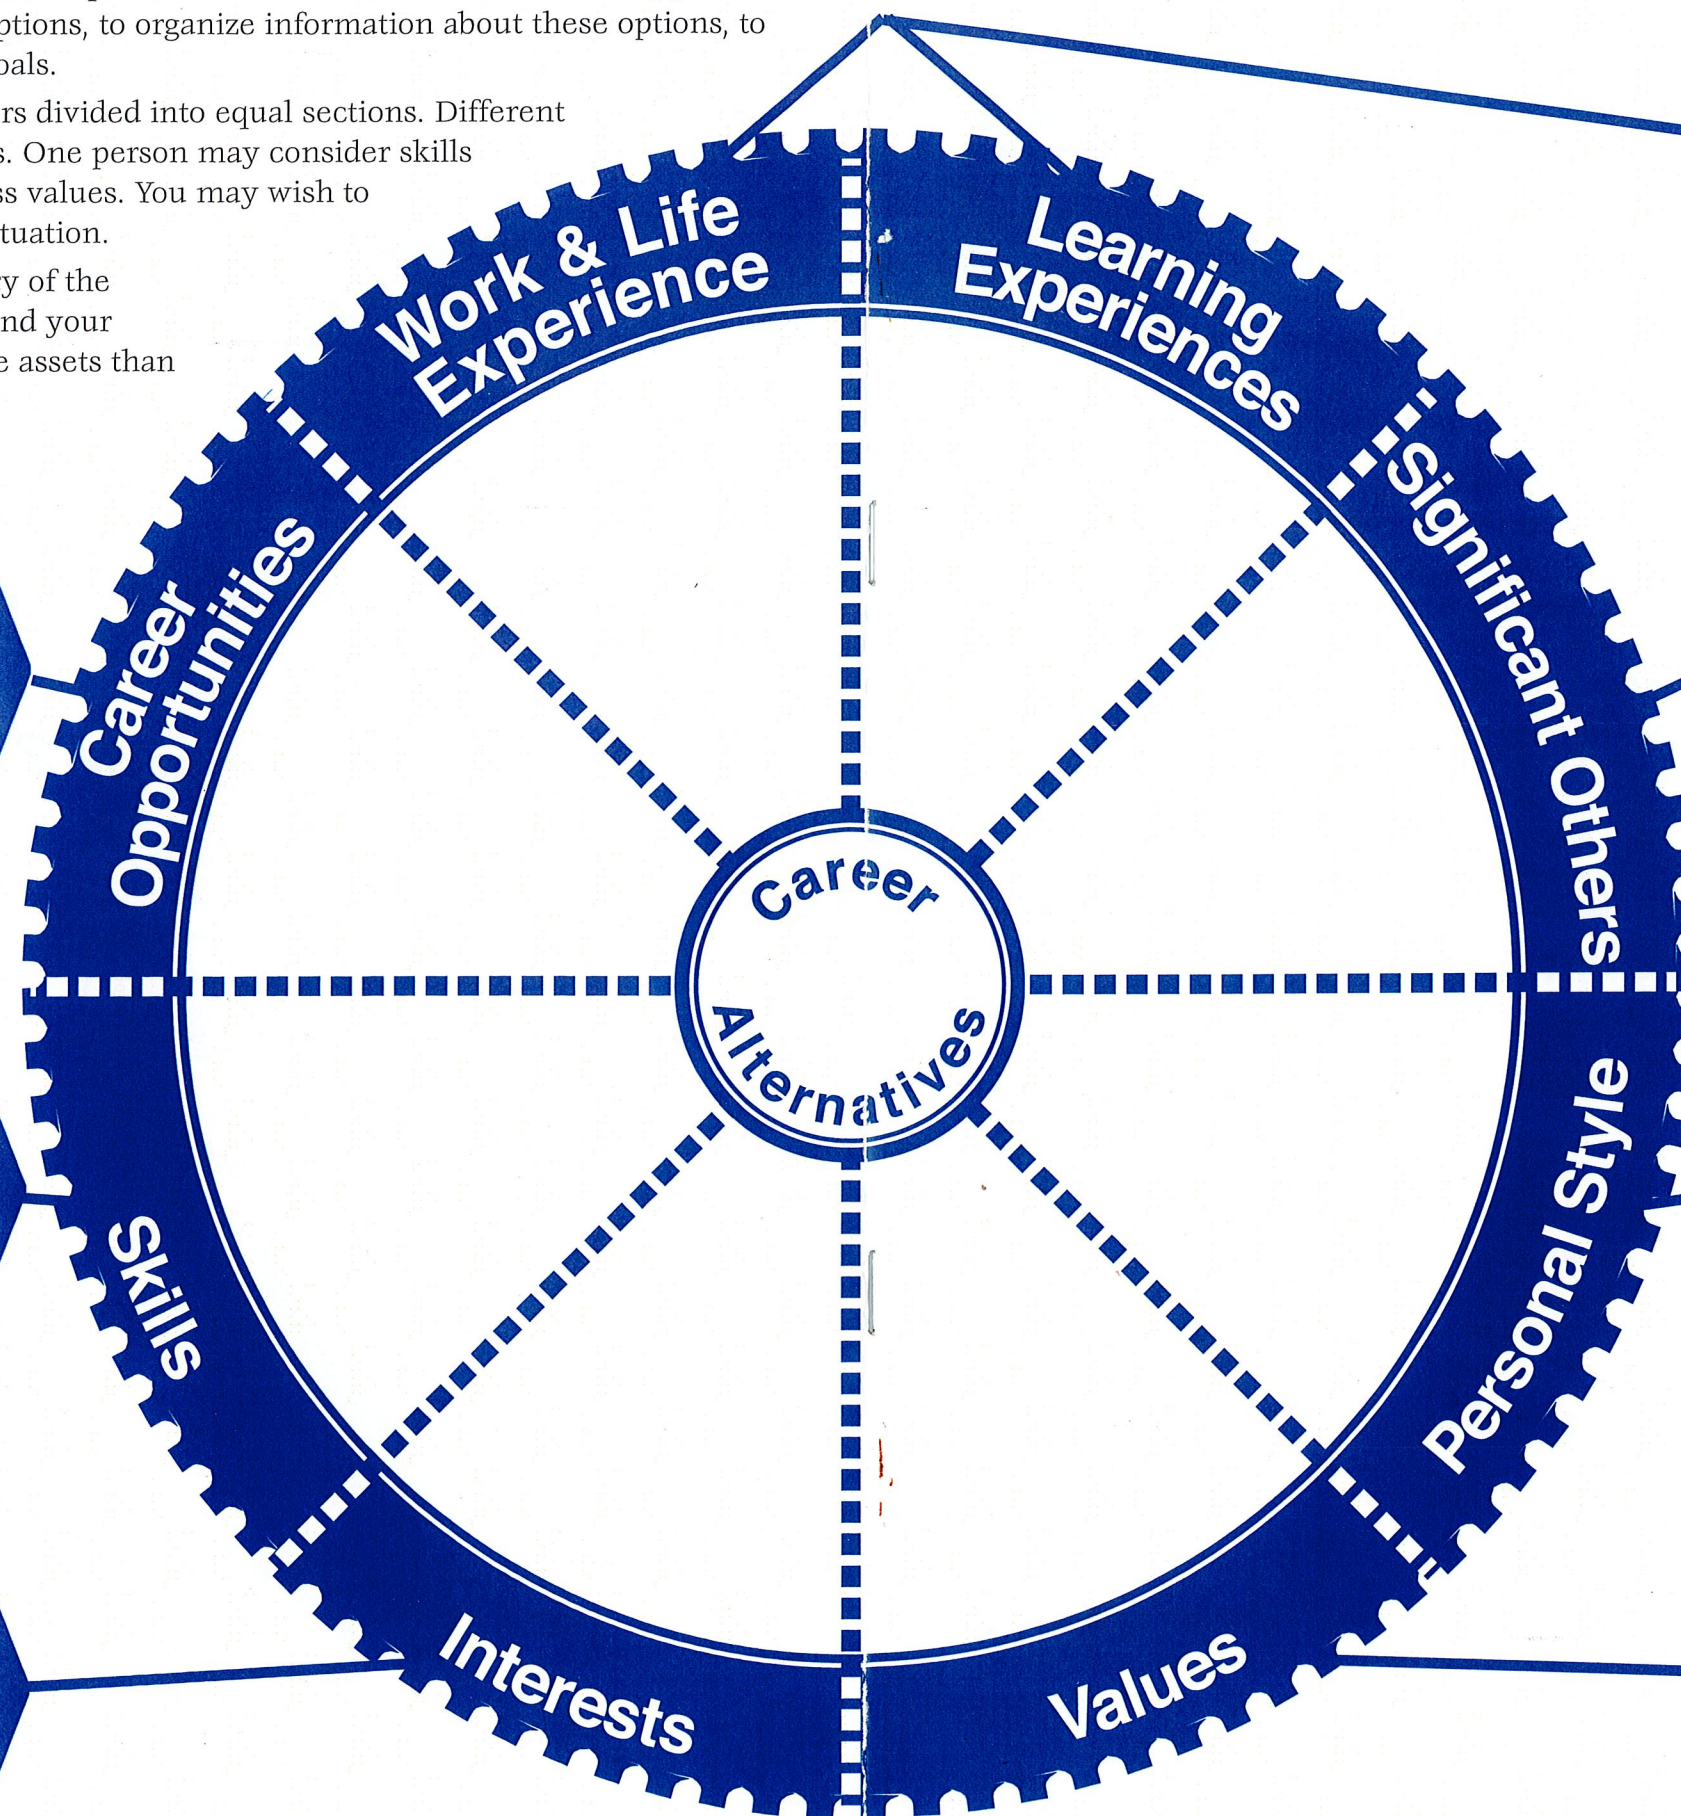 ptions, to organize information about these options, to
oals.
rs divided into equal sections. Different
s. One person may consider skills
ss values. You may wish to
tuation.
y of the
nd your
e assets than
Work & Life
Experience
Learning
Experiences
Significant Others
Personal Style
Values
Interests
Skills
Career
Opportunities
Career
Alternatives